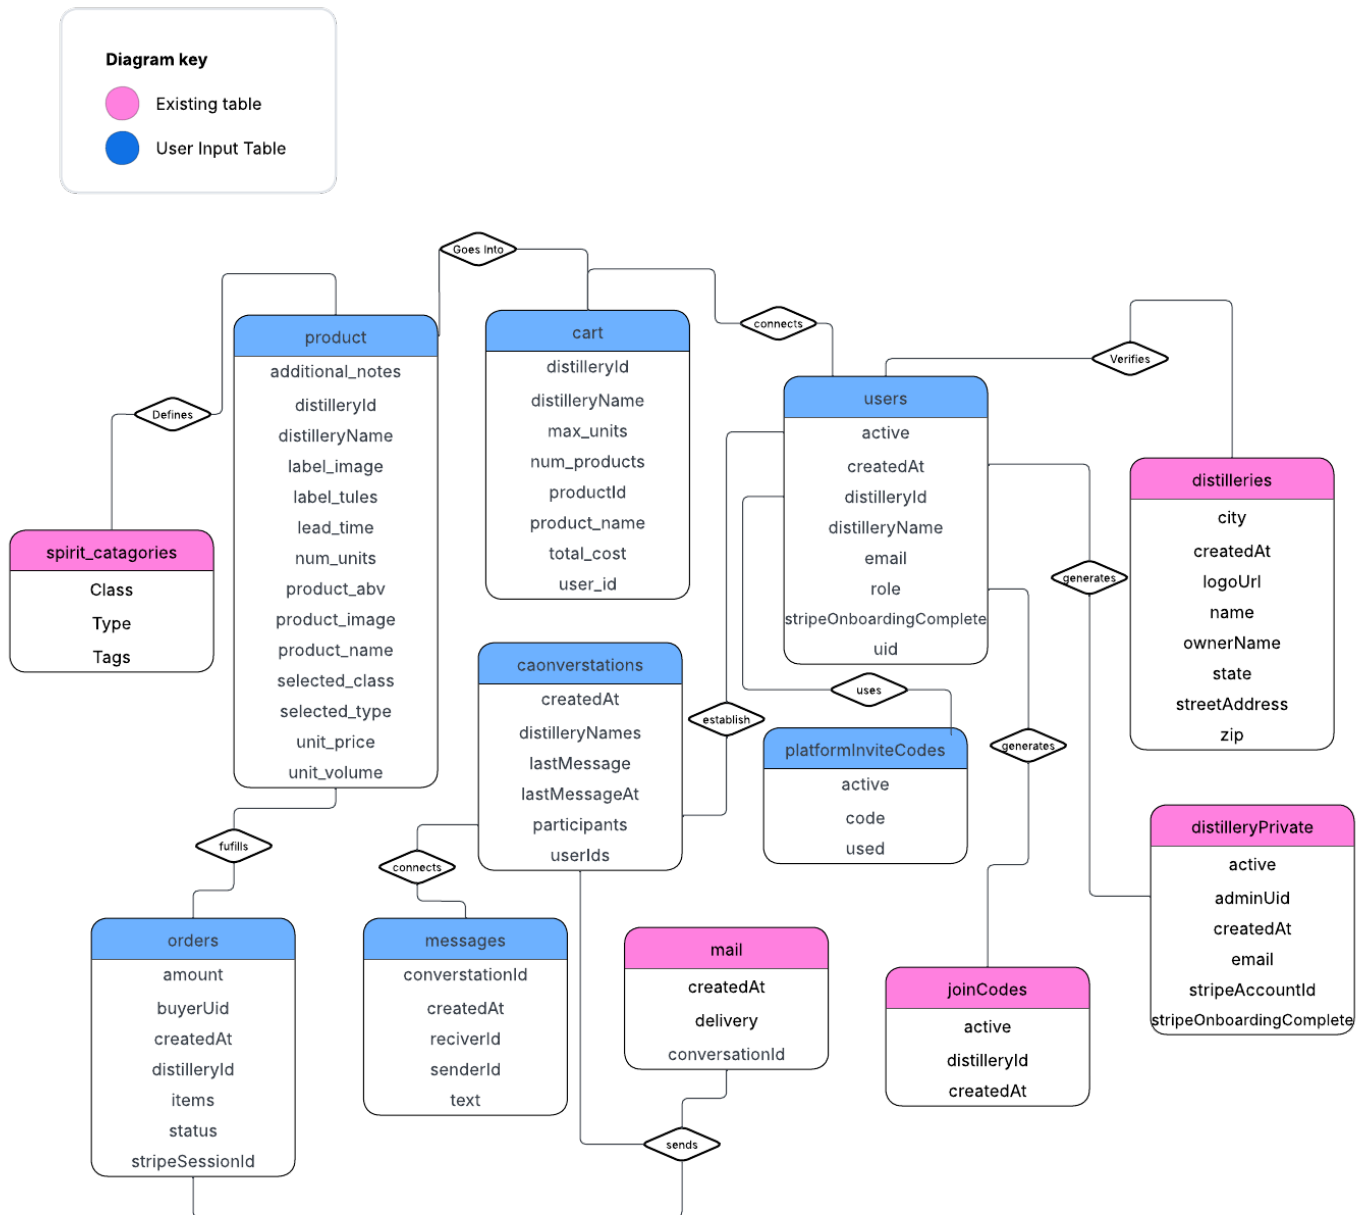 Diagram key
Existing table
User Input Table
Goes Into
connects
Verifies
Defines
product
additional_notes
distilleryId
distilleryName
label_image
label_tules
lead_time
num_units
product_abv
product_image
product_name
selected_class
selected_type
unit_price
unit_volume
cart
distilleryId
distilleryName
max_units
num_products
productId
product_name
total_cost
user_id
users
active
createdAt
distilleryId
distilleryName
email
role
stripeOnboardingComplete
uid
distilleries
city
createdAt
logoUrl
name
ownerName
state
streetAddress
zip
spirit_catagories
Class
Type
Tags
generates
caonverstations
createdAt
distilleryNames
lastMessage
lastMessageAt
participants
userIds
establish
uses
generates
platformInviteCodes
active
code
used
fufills
connects
distilleryPrivate
active
adminUid
createdAt
email
stripeAccountId
stripeOnboardingComplete
orders
amount
buyerUid
createdAt
distilleryId
items
status
stripeSessionId
messages
converstationId
createdAt
reciverId
senderId
text
mail
createdAt
delivery
conversationId
joinCodes
active
distilleryId
createdAt
sends